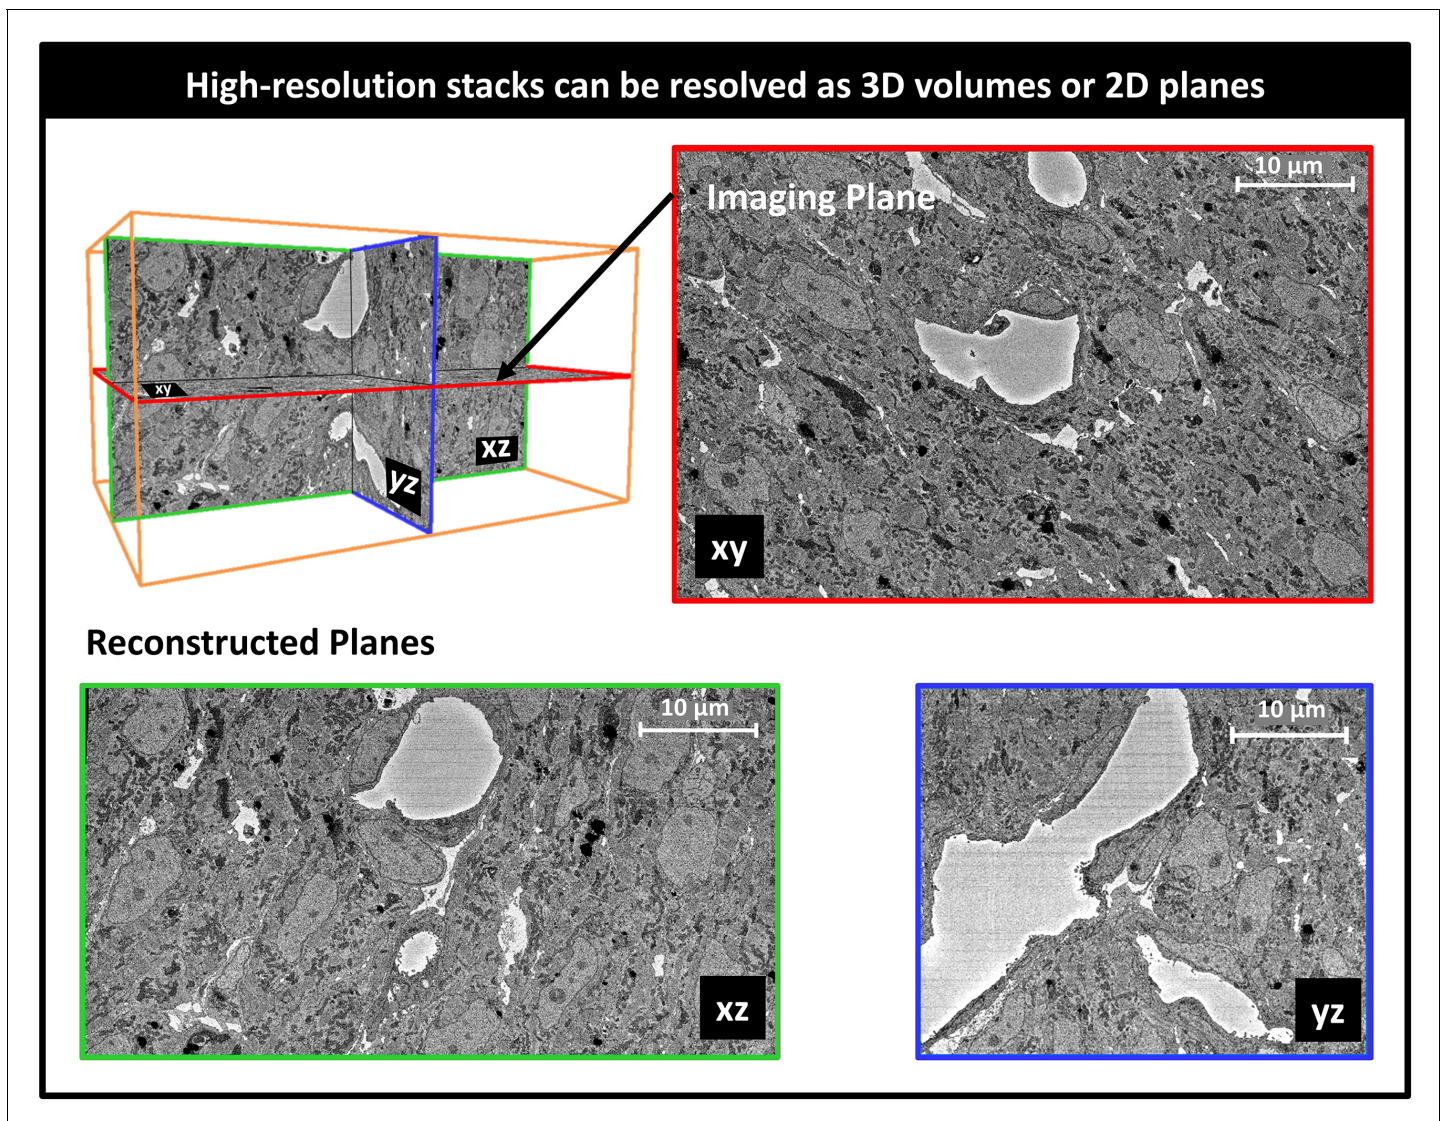 High-resolution stacks can be resolved as 3D volumes or 2D planes
10 µm
Imaging Plane
xy
xz
yz
xy
Reconstructed Planes
10 µm
10 µm
xz
yz